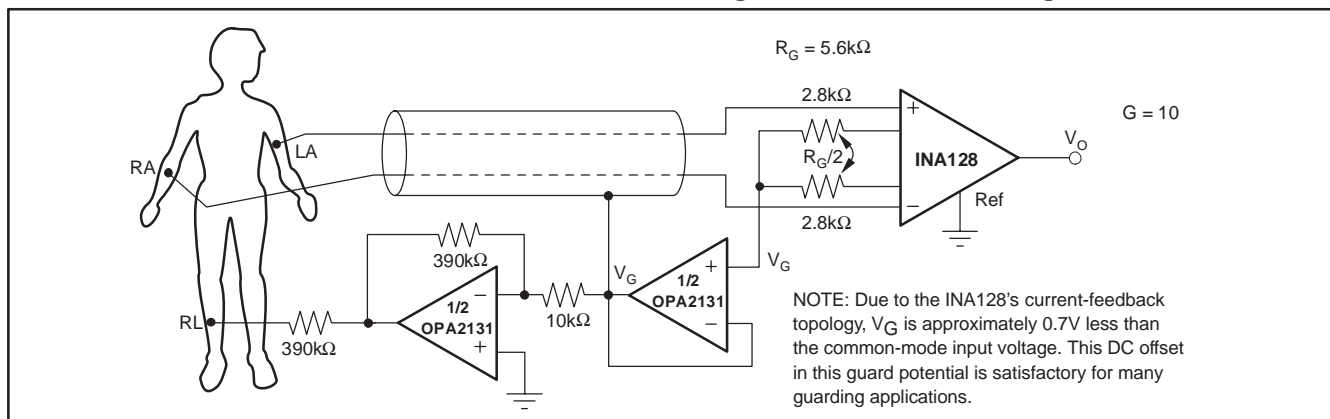 R_G = 5.6kΩ
2.8kΩ
G = 10
+
V_O
LA
RA
R_G/2
INA128
Ref
−
2.8kΩ
390kΩ
V_G
+
V_G
1/2
OPA2131
−
1/2
OPA2131
−
+
10kΩ
RL
390kΩ
NOTE: Due to the INA128's current-feedback
topology, V_G is approximately 0.7V less than
the common-mode input voltage. This DC offset
in this guard potential is satisfactory for many
guarding applications.